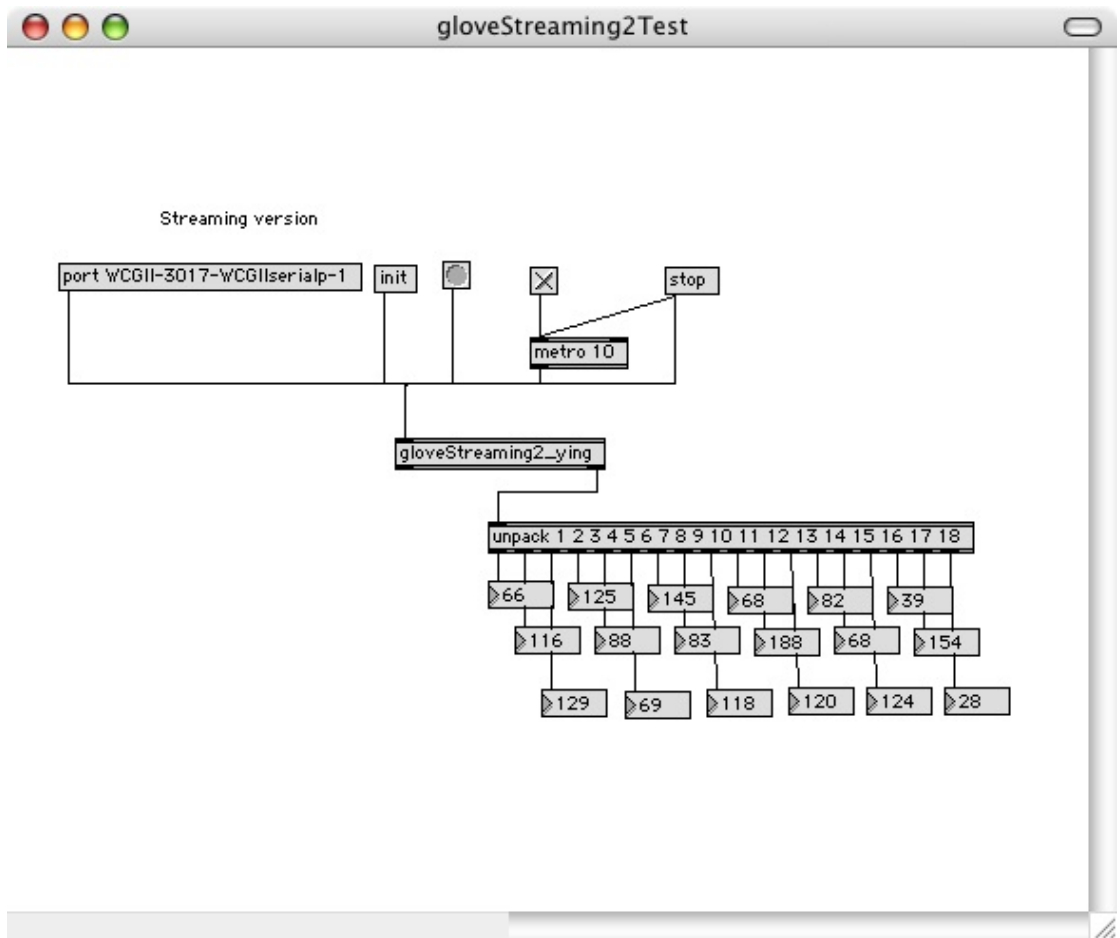 gloveStreaming2Test
Streaming version
port WCGII-3017-WCGIIserialp-1
init
stop
metro 10
gloveStreaming2_ying
unpack 1 2 3 4 5 6 7 8 9 10 11 12 13 14 15 16 17 18
66 125 145 68 82 39
116 88 83 188 68 154
129 69 118 120 124 28